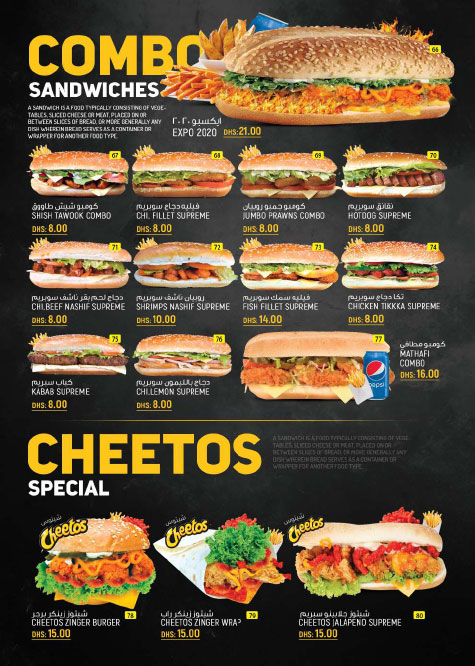 COMBO
SANDWICHES
A SANDWICH IS A FOOD TYPICALLY CONSISTING OF VEGE-
TABLES, SLICED CHEESE OR MEAT, PLACED ON OR
BETWEEN SLICES OF BREAD, OR MORE GENERALLY ANY
DISH WHEREIN BREAD SERVES AS A CONTAINER OR
WRAPPER FOR ANOTHER FOOD TYPE.
66
ايكسبو ٢٠٢٠
EXPO 2020 DHS:21.00
67
كومبو شيش طاووق
SHISH TAWOOK COMBO
DHS: 8.00
68
فيليه دجاج سوبريم
CHI. FILLET SUPREME
DHS: 8.00
69
كومبو جمبو روبيان
JUMBO PRAWNS COMBO
DHS: 8.00
70
نقانق سوبريم
HOTDOG SUPREME
DHS: 8.00
71
دجاج لحم بقر ناشف سوبريم
CHI.BEEF NASHIF SUPREME
DHS: 8.00
72
روبيان ناشف سوبريم
SHRIMPS NASHIF SUPREME
DHS: 10.00
73
فيليه سمك سوبريم
FISH FILLET SUPREME
DHS: 14.00
74
تكا دجاج سوبريم
CHICKEN TIKKKA SUPREME
DHS: 8.00
75
كباب سبريم
KABAB SUPREME
DHS: 8.00
76
دجاج بالليمون سبريم
CHI.LEMON SUPREME
DHS: 8.00
77
pepsi
كومبو مطافي
MATHAFI
COMBO
DHS: 16.00
CHEETOS
SPECIAL
A SANDWICH IS A FOOD TYPICALLY CONSISTING OF VEGE-
TABLES, SLICED CHEESE OR MEAT, PLACED ON OR
BETWEEN SLICES OF BREAD, OR MORE GENERALLY ANY
DISH WHEREIN BREAD SERVES AS A CONTAINER OR
WRAPPER FOR ANOTHER FOOD TYPE.
شيتوس
Cheetos
78
شيتوز زينكر برجر
CHEETOS ZINGER BURGER
DHS: 15.00
شيتوس
Cheetos
79
شيتوز زينكر راب
CHEETOS ZINGER WRA?
DHS: 15.00
شيتوس
Cheetos
80
شيتوز جلابينو سبريم
CHEETOS JALAPENO SUPREME
DHS: 15.00